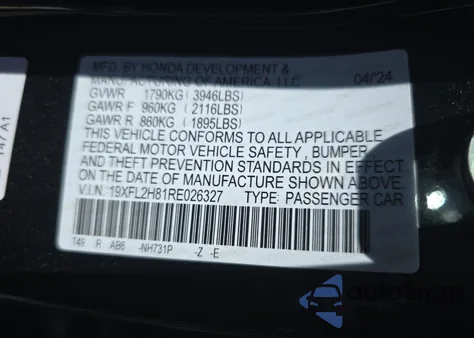 MFD. BY HONDA DEVELOPMENT &
MANUFACTURING OF AMERICA, LLC 04/24
GVWR 1790KG (3946LBS)
GAWR F 960KG (2116LBS)
GAWR R 860KG (1895LBS)
THIS VEHICLE CONFORMS TO ALL APPLICABLE
FEDERAL MOTOR VEHICLE SAFETY, BUMPER,
AND THEFT PREVENTION STANDARDS IN EFFECT
ON THE DATE OF MANUFACTURE SHOWN ABOVE.
V.I.N. 19XFL2H81RE026327 TYPE: PASSENGER CAR
T49 R AB6 -NH731P -Z -E
147 A1